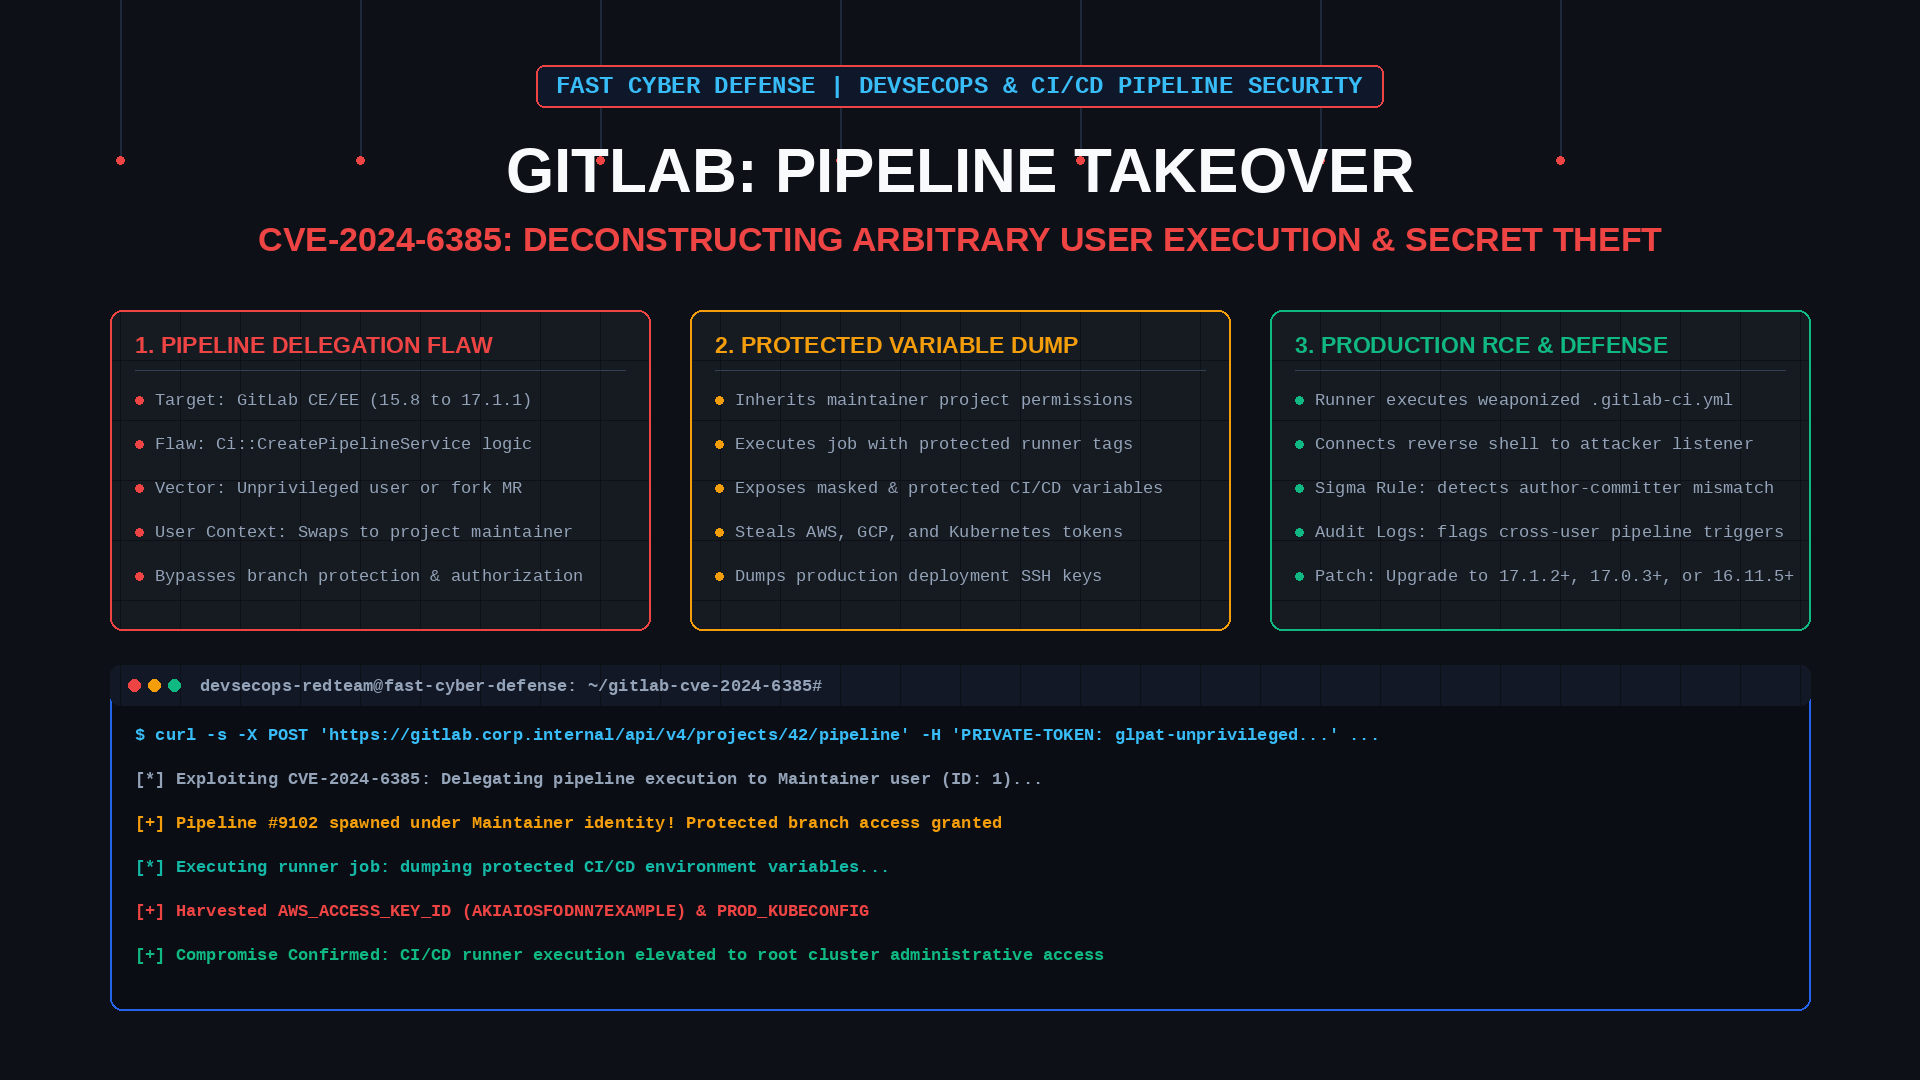 FAST CYBER DEFENSE | DEVSECOPS & CI/CD PIPELINE SECURITY
GITLAB: PIPELINE TAKEOVER
CVE-2024-6385: DECONSTRUCTING ARBITRARY USER EXECUTION & SECRET THEFT
1. PIPELINE DELEGATION FLAW
Target: GitLab CE/EE (15.8 to 17.1.1)
Flaw: Ci::CreatePipelineService logic
Vector: Unprivileged user or fork MR
User Context: Swaps to project maintainer
Bypasses branch protection & authorization
2. PROTECTED VARIABLE DUMP
Inherits maintainer project permissions
Executes job with protected runner tags
Exposes masked & protected CI/CD variables
Steals AWS, GCP, and Kubernetes tokens
Dumps production deployment SSH keys
3. PRODUCTION RCE & DEFENSE
Runner executes weaponized .gitlab-ci.yml
Connects reverse shell to attacker listener
Sigma Rule: detects author-committer mismatch
Audit Logs: flags cross-user pipeline triggers
Patch: Upgrade to 17.1.2+, 17.0.3+, or 16.11.5+
devsecops-redteam@fast-cyber-defense: ~/gitlab-cve-2024-6385#
$ curl -s -X POST 'https://gitlab.corp.internal/api/v4/projects/42/pipeline' -H 'PRIVATE-TOKEN: glpat-unprivileged...' ...
[*] Exploiting CVE-2024-6385: Delegating pipeline execution to Maintainer user (ID: 1)...
[+] Pipeline #9102 spawned under Maintainer identity! Protected branch access granted
[*] Executing runner job: dumping protected CI/CD environment variables...
[+] Harvested AWS_ACCESS_KEY_ID (AKIAIOSFODNN7EXAMPLE) & PROD_KUBECONFIG
[+] Compromise Confirmed: CI/CD runner execution elevated to root cluster administrative access